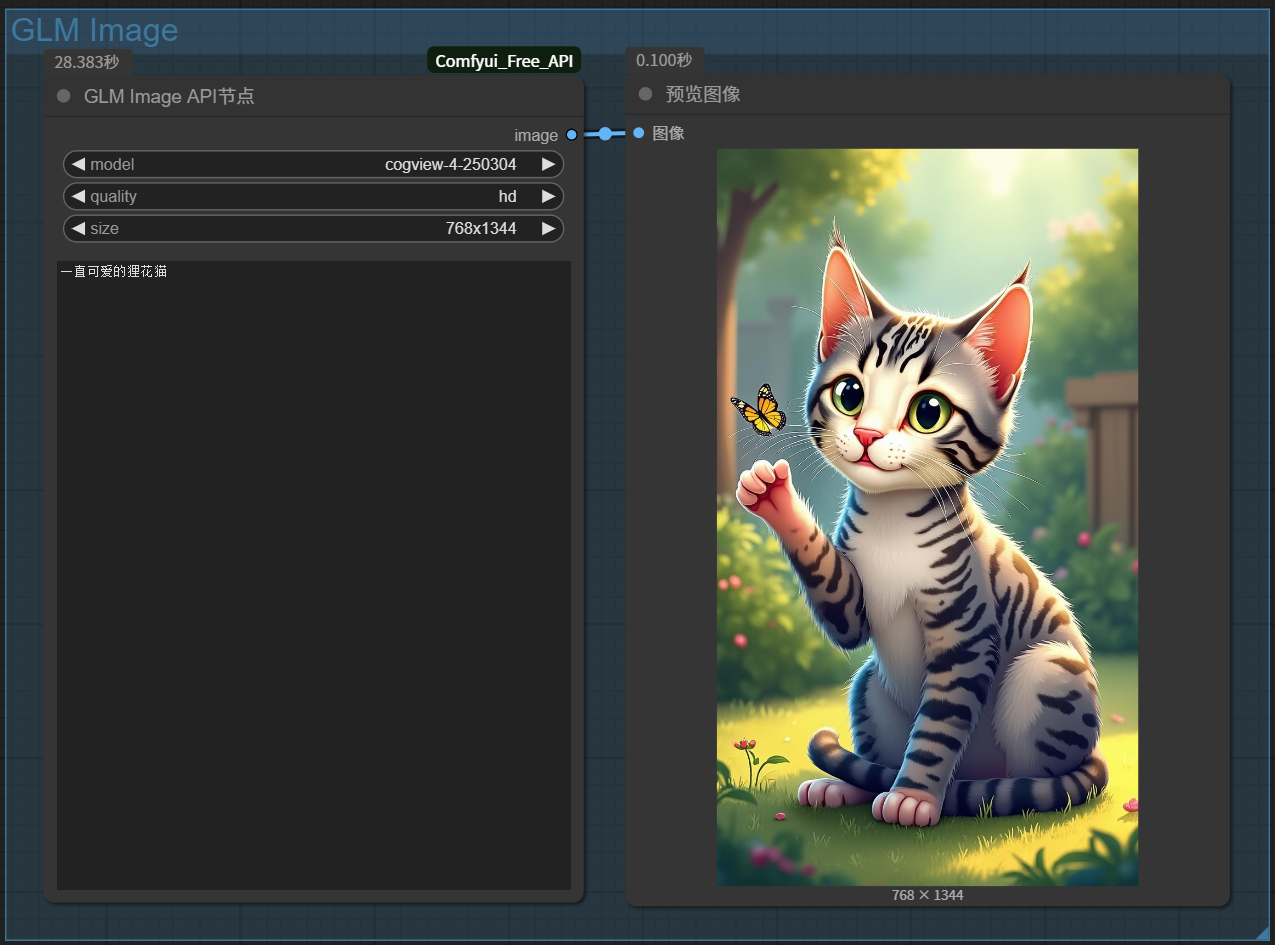 GLM Image
28.383秒
Comfyui_Free_API
GLM Image API节点
image
model cogview-4-250304
quality hd
size 768x1344
一直可爱的狸花猫
0.100秒
预览图像
图像
768 × 1344